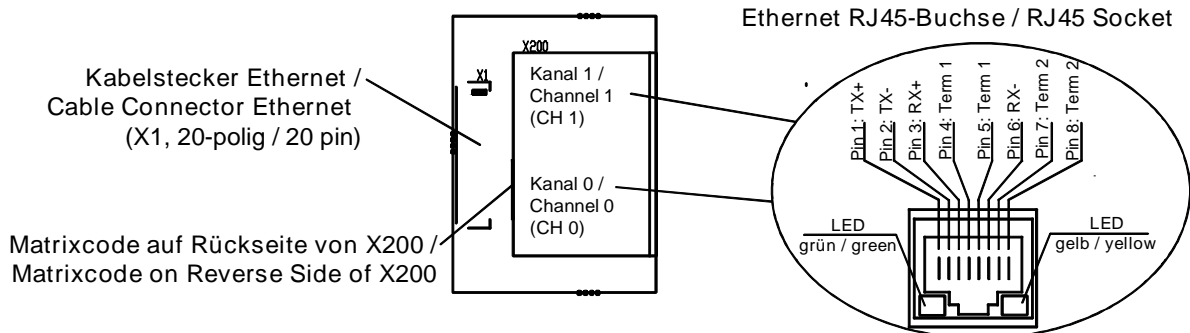 Ethernet RJ45-Buchse / RJ45 Socket
X200
X1
Kabelstecker Ethernet /
Cable Connector Ethernet
(X1, 20-polig / 20 pin)
Kanal 1 /
Channel 1
(CH 1)
Kanal 0 /
Channel 0
(CH 0)
Matrixcode auf Rückseite von X200 /
Matrixcode on Reverse Side of X200
Pin 1: TX+
Pin 2: TX-
Pin 3: RX+
Pin 4: Term 1
Pin 5: Term 1
Pin 6: RX-
Pin 7: Term 2
Pin 8: Term 2
LED
grün / green
LED
gelb / yellow